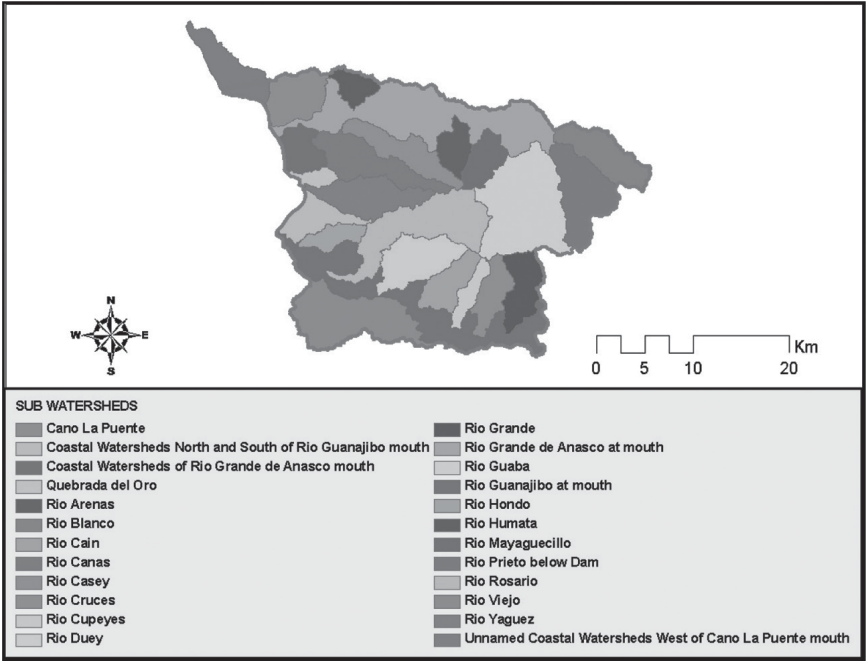 N
W E
S
Km
0 5 10 20
SUB WATERSHEDS
Cano La Puente
Coastal Watersheds North and South of Rio Guanajibo mouth
Coastal Watersheds of Rio Grande de Anasco mouth
Quebrada del Oro
Rio Arenas
Rio Blanco
Rio Cain
Rio Canas
Rio Casey
Rio Cruces
Rio Cupeyes
Rio Duey
Rio Grande
Rio Grande de Anasco at mouth
Rio Guaba
Rio Guanajibo at mouth
Rio Hondo
Rio Humata
Rio Mayaguecillo
Rio Prieto below Dam
Rio Rosario
Rio Viejo
Rio Yaguez
Unnamed Coastal Watersheds West of Cano La Puente mouth